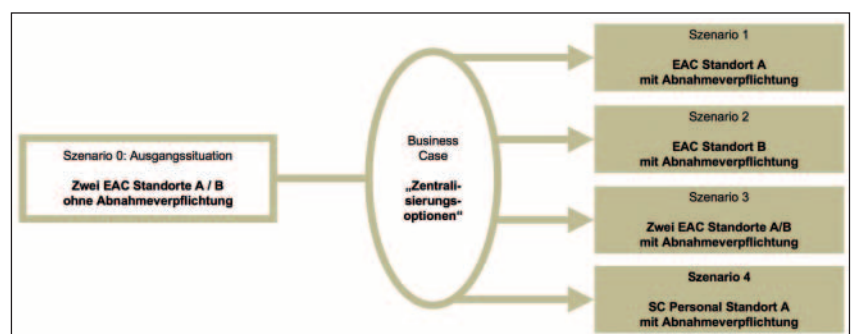 Szenario 0: Ausgangssituation
Zwei EAC Standorte A / B
ohne Abnahmeverpflichtung
Business
Case
„Zentrali-
sierungs-
optionen“
Szenario 1
EAC Standort A
mit Abnahmeverpflichtung
Szenario 2
EAC Standort B
mit Abnahmeverpflichtung
Szenario 3
Zwei EAC Standorte A/B
mit Abnahmeverpflichtung
Szenario 4
SC Personal Standort A
mit Abnahmeverpflichtung